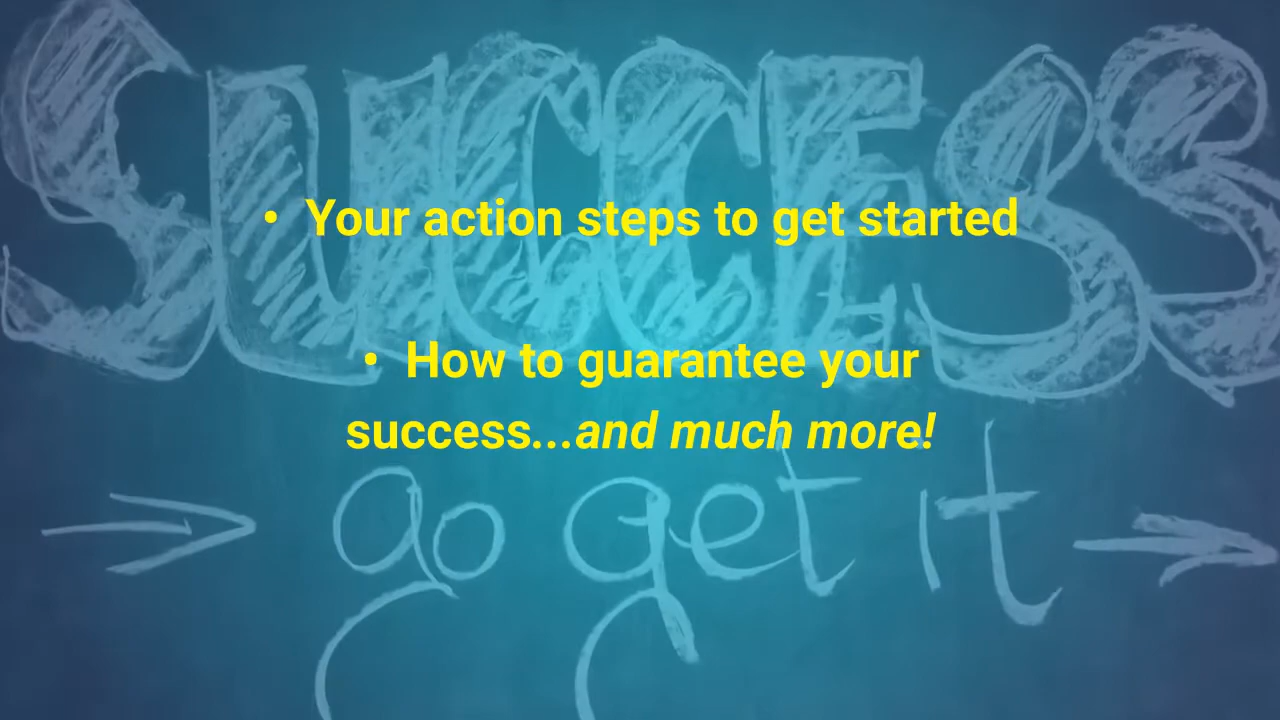 SUCCESS
• Your action steps to get started
• How to guarantee your
success...and much more!
go get it